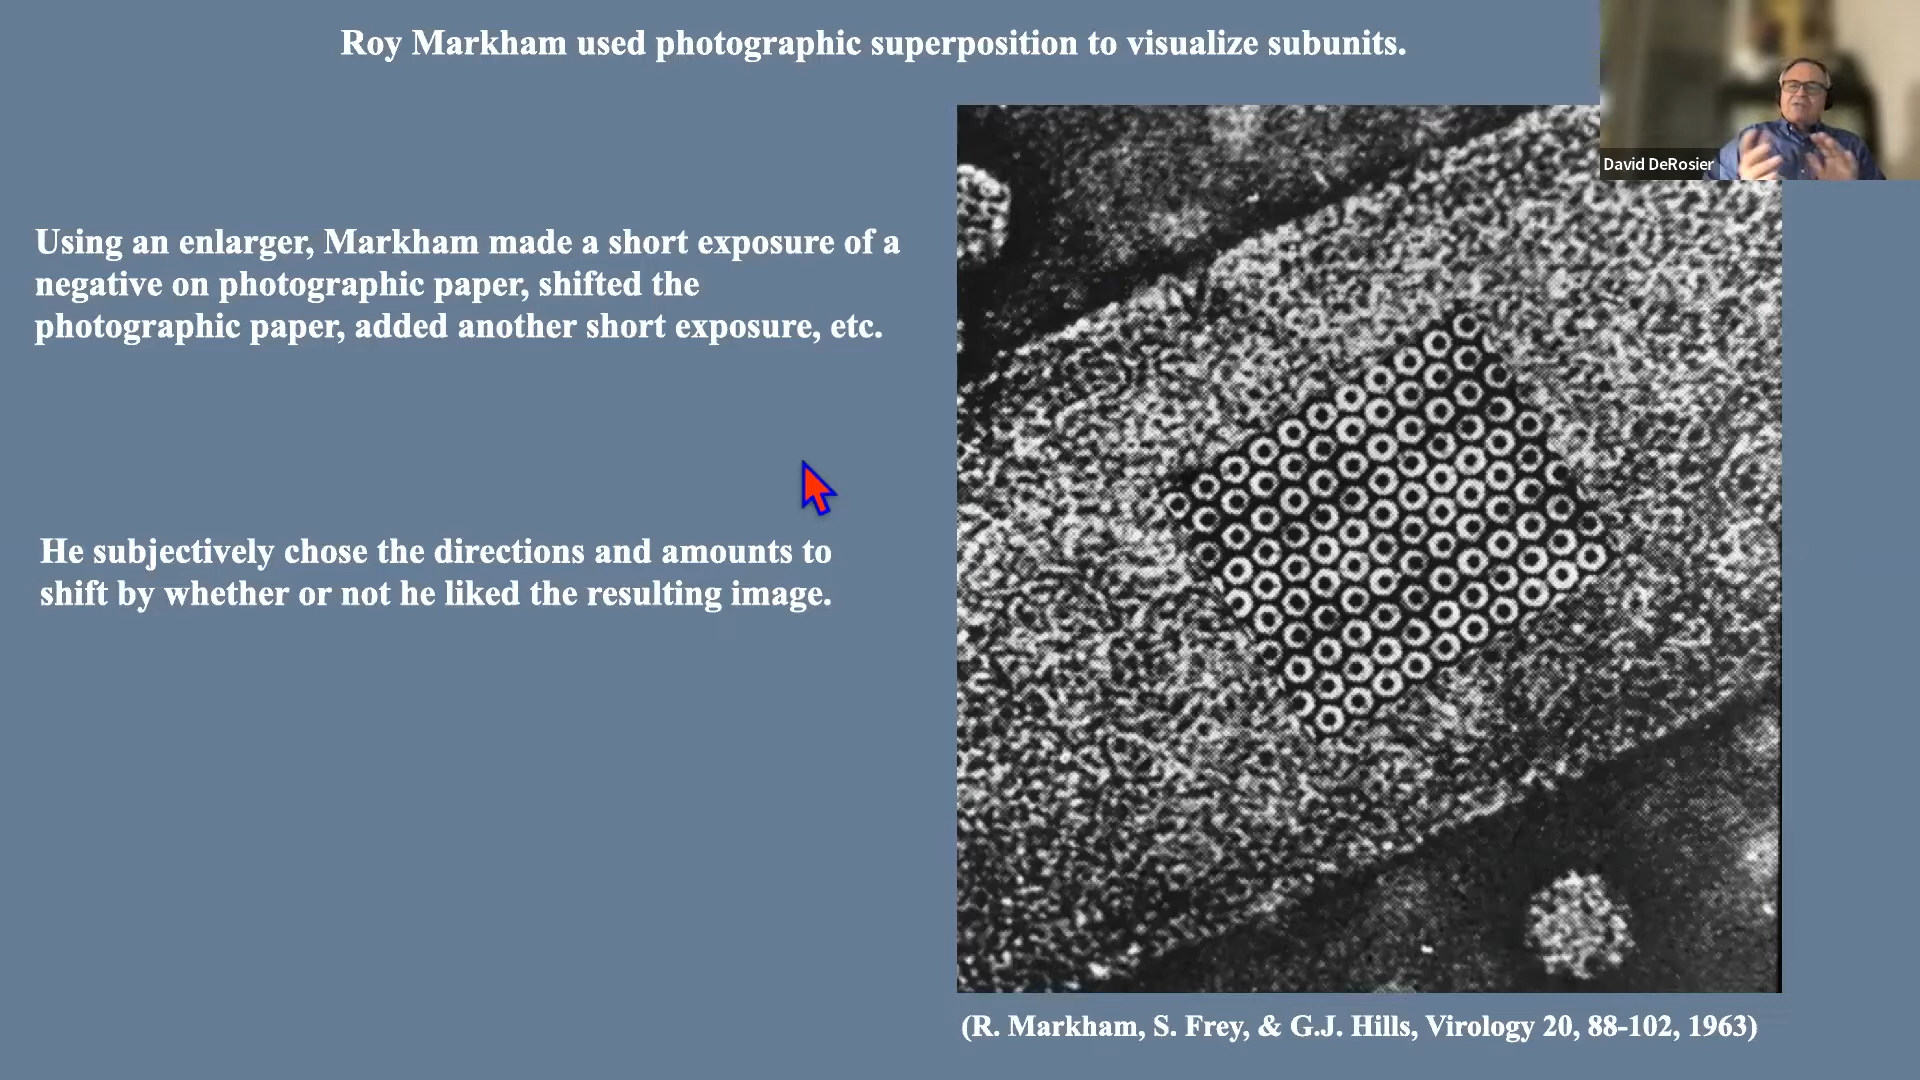 Roy Markham used photographic superposition to visualize subunits.
David DeRosier
Using an enlarger, Markham made a short exposure of a
negative on photographic paper, shifted the
photographic paper, added another short exposure, etc.
He subjectively chose the directions and amounts to
shift by whether or not he liked the resulting image.
(R. Markham, S. Frey, & G.J. Hills, Virology 20, 88-102, 1963)